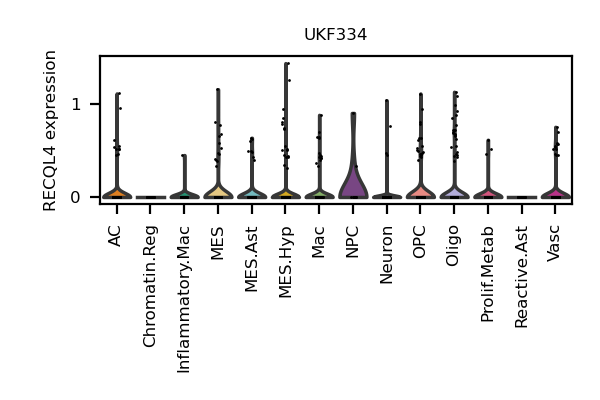 UKF334
RECQL4 expression
1
0
AC
Chromatin.Reg
Inflammatory.Mac
MES
MES.Ast
MES.Hyp
Mac
NPC
Neuron
OPC
Oligo
Prolif.Metab
Reactive.Ast
Vasc